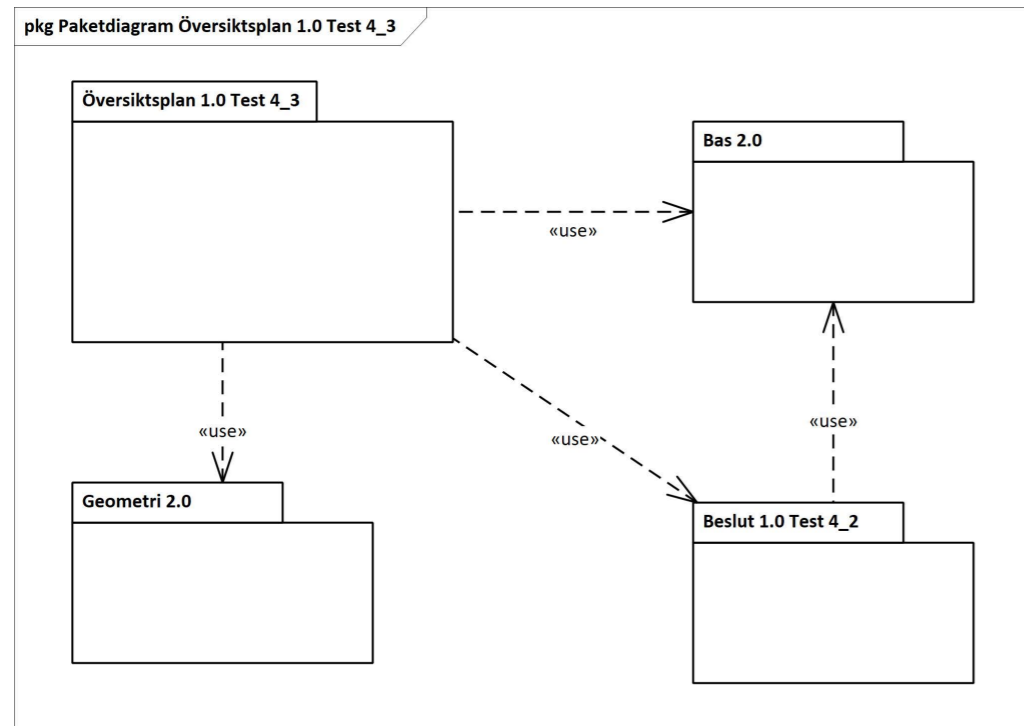 pkg Paketdiagram Översiktsplan 1.0 Test 4_3
Översiktsplan 1.0 Test 4_3
Bas 2.0
«use»
«use»
«use»
«use»
Geometri 2.0
Beslut 1.0 Test 4_2